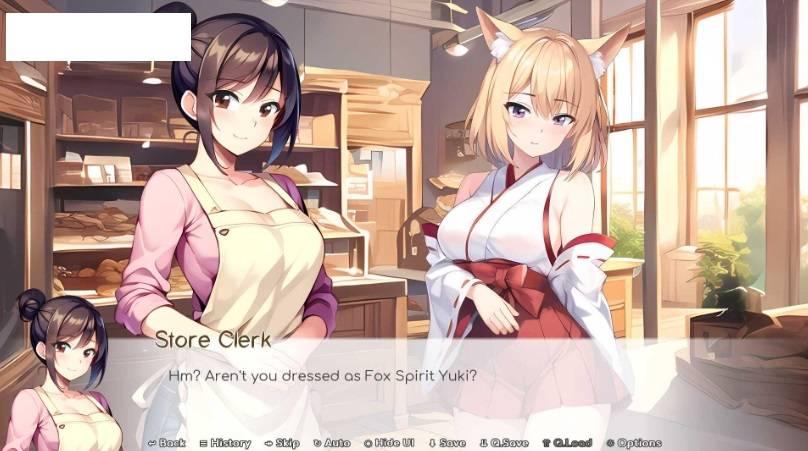 Store Clerk
Hm? Aren't you dressed as Fox Spirit Yuki?
Back History Skip Auto Hide UI Save Q.Save Q.Load Options